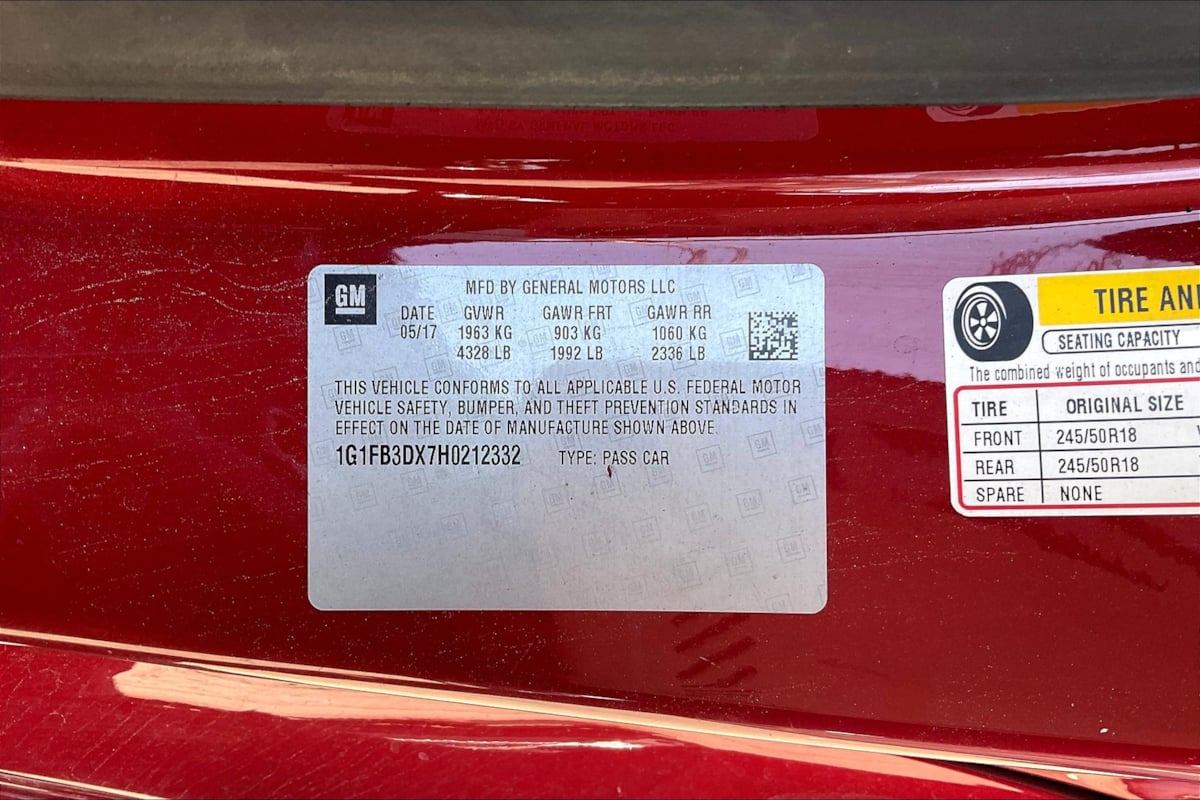 GM
MFD BY GENERAL MOTORS LLC
DATE GVWR GAWR FRT GAWR RR
05/17 1963 KG 903 KG 1060 KG
4328 LB 1992 LB 2336 LB
THIS VEHICLE CONFORMS TO ALL APPLICABLE U.S. FEDERAL MOTOR
VEHICLE SAFETY, BUMPER, AND THEFT PREVENTION STANDARDS IN
EFFECT ON THE DATE OF MANUFACTURE SHOWN ABOVE.
1G1FB3DX7H0212332 TYPE: PASS CAR
TIRE AN
SEATING CAPACITY
The combined weight of occupants and
TIRE ORIGINAL SIZE
FRONT 245/50R18
REAR 245/50R18
SPARE NONE